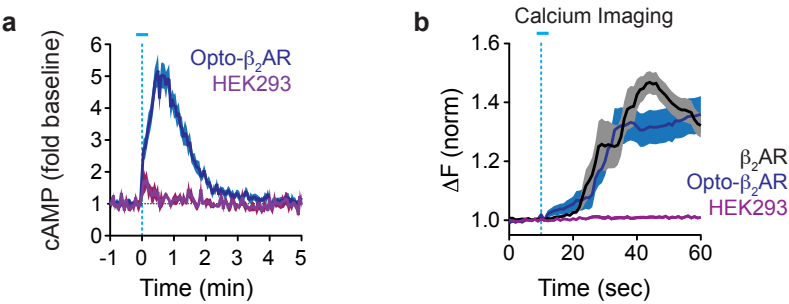 a
6
5
4
3
2
1
0
cAMP (fold baseline)
Opto-β₂AR
HEK293
-1 0 1 2 3 4 5
Time (min)
b
Calcium Imaging
1.6
1.4
1.2
1.0
ΔF (norm)
β₂AR
Opto-β₂AR
HEK293
0 20 40 60
Time (sec)